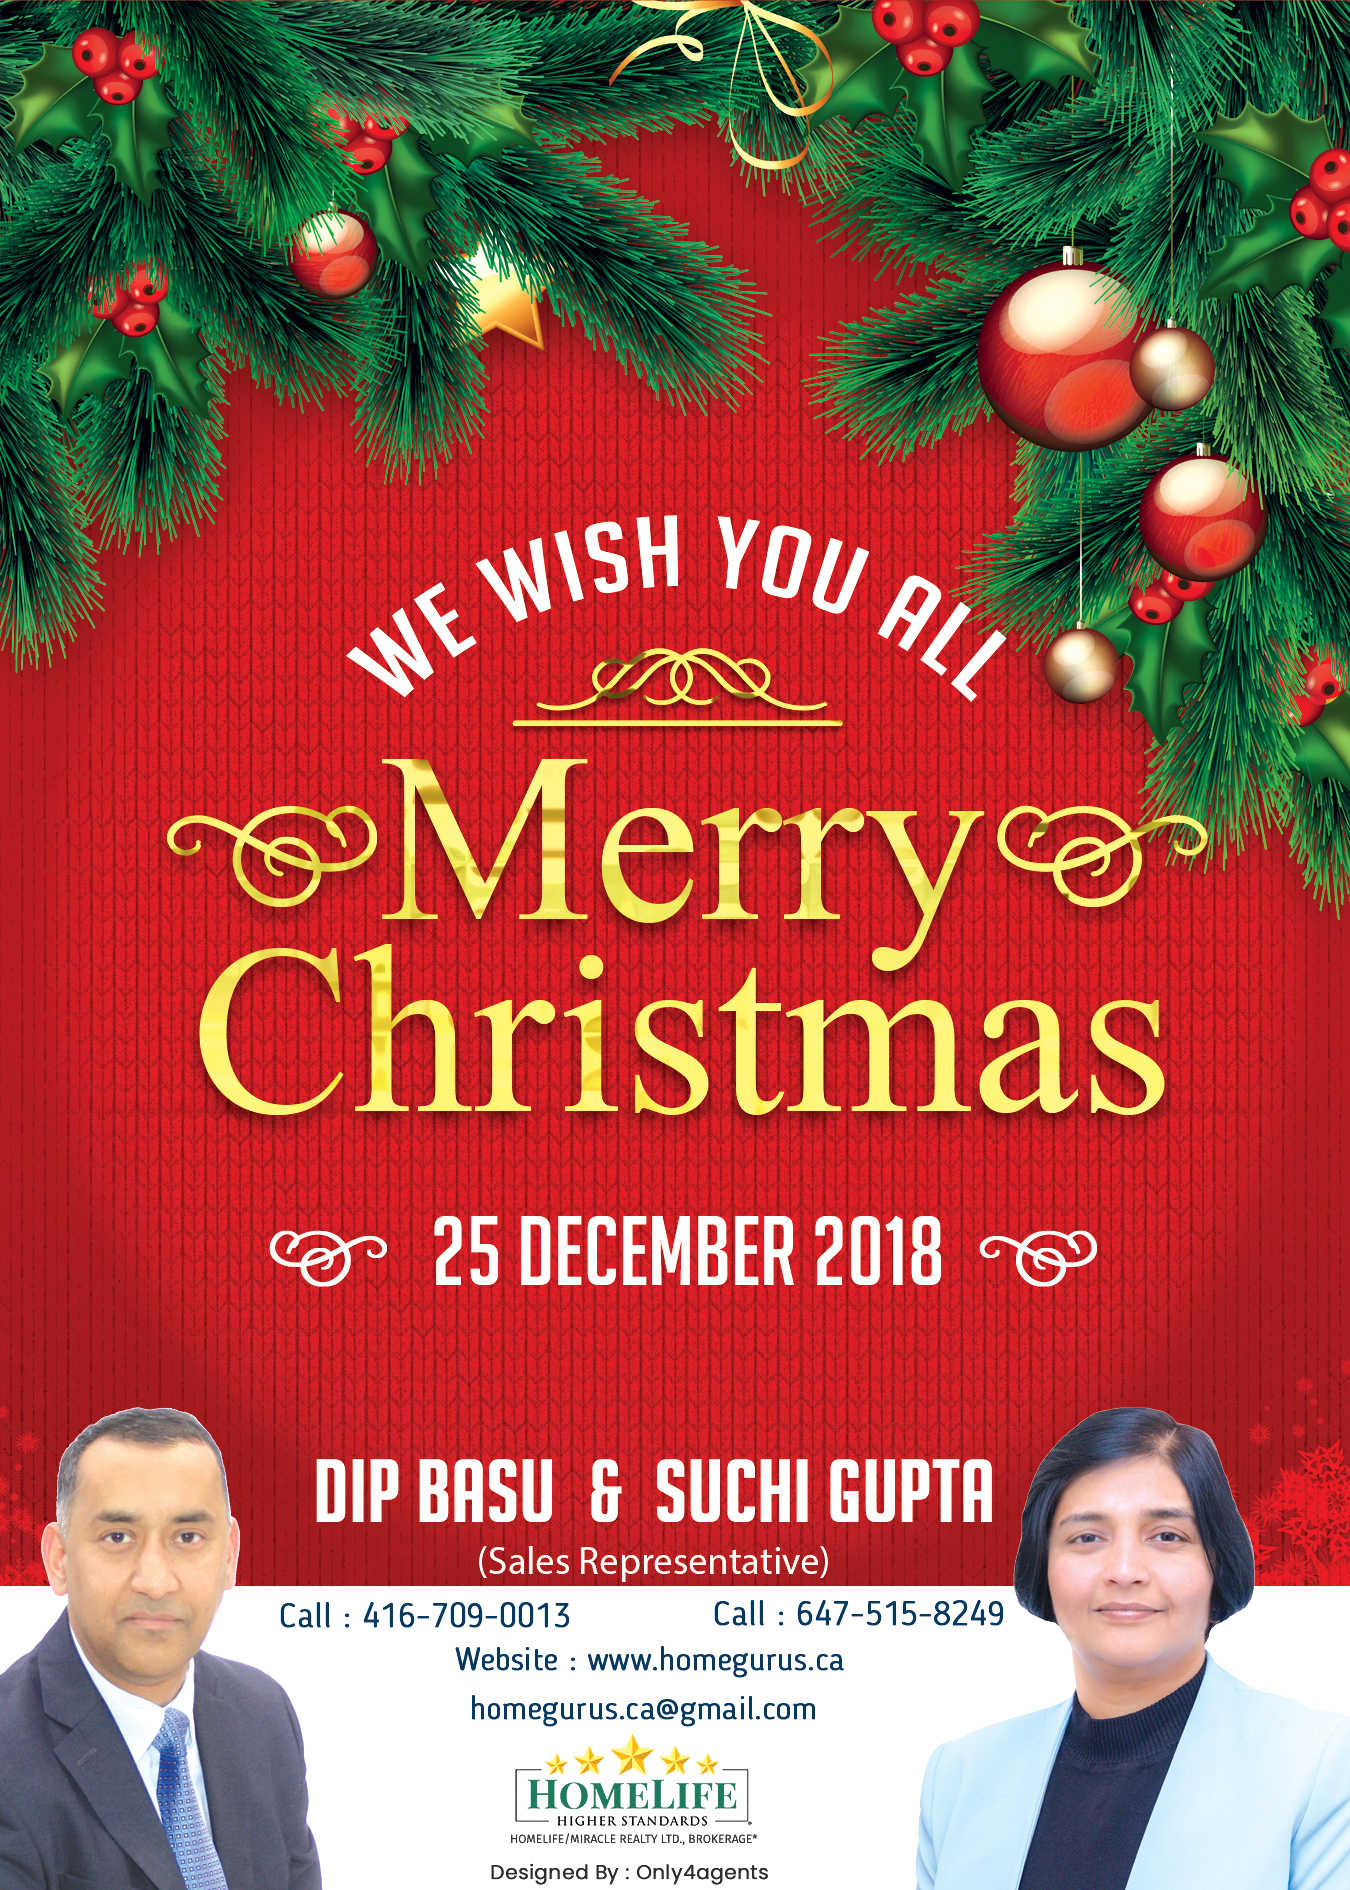 WE WISH YOU ALL
Merry
Christmas
25 DECEMBER 2018
DIP BASU & SUCHI GUPTA
(Sales Representative)
Call : 416-709-0013 Call : 647-515-8249
Website : www.homegurus.ca
homegurus.ca@gmail.com
HOMELIFE
HIGHER STANDARDS
HOMELIFE/MIRACLE REALTY LTD., BROKERAGE*
Designed By : Only4agents